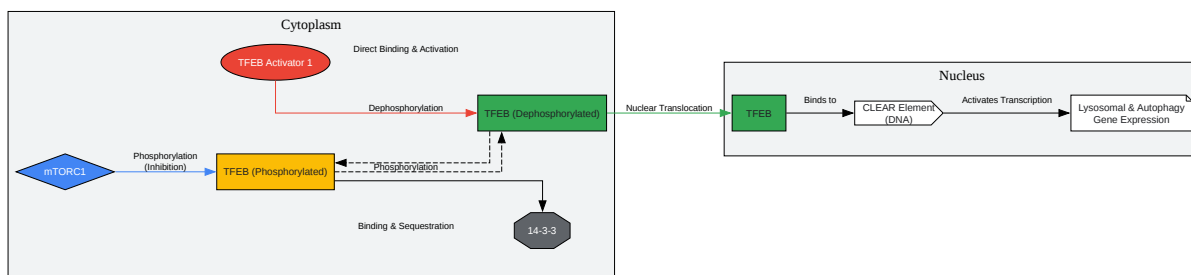 Cytoplasm
Direct Binding & Activation
TFEB Activator 1
Dephosphorylation
TFEB (Dephosphorylated)
Nuclear Translocation
Phosphorylation
(Inhibition)
mTORC1
TFEB (Phosphorylated)
Phosphorylation
Binding & Sequestration
14-3-3
Nucleus
TFEB
Binds to
CLEAR Element
(DNA)
Activates Transcription
Lysosomal & Autophagy
Gene Expression